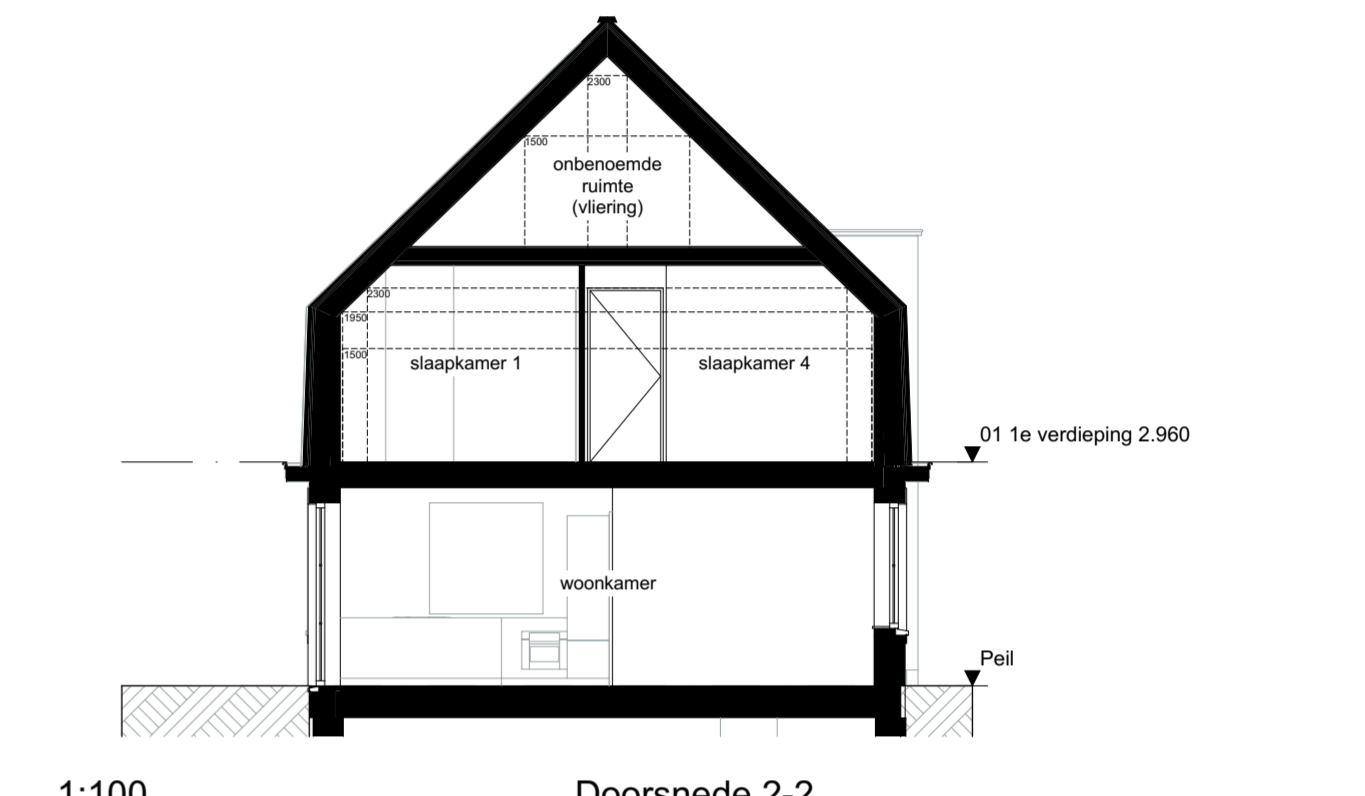 2300
1500
onbenoemde
ruimte
(vliering)
2300
1950
1500
slaapkamer 1
slaapkamer 4
01 1e verdieping 2.960
woonkamer
Peil
1:100
Doorsnede 2-2